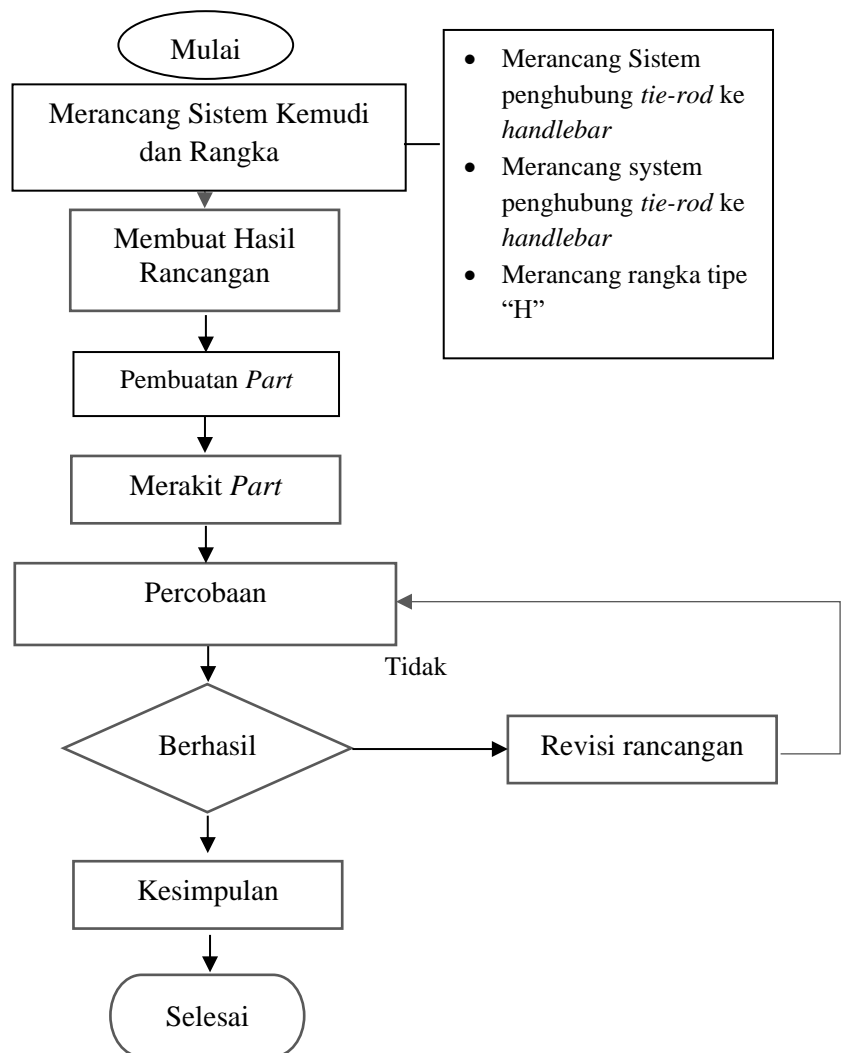 Mulai
Merancang Sistem Kemudi
dan Rangka
• Merancang Sistem
penghubung tie-rod ke
handlebar
• Merancang system
penghubung tie-rod ke
handlebar
• Merancang rangka tipe
“H”
Membuat Hasil
Rancangan
Pembuatan Part
Merakit Part
Percobaan
Tidak
Berhasil
Revisi rancangan
Kesimpulan
Selesai